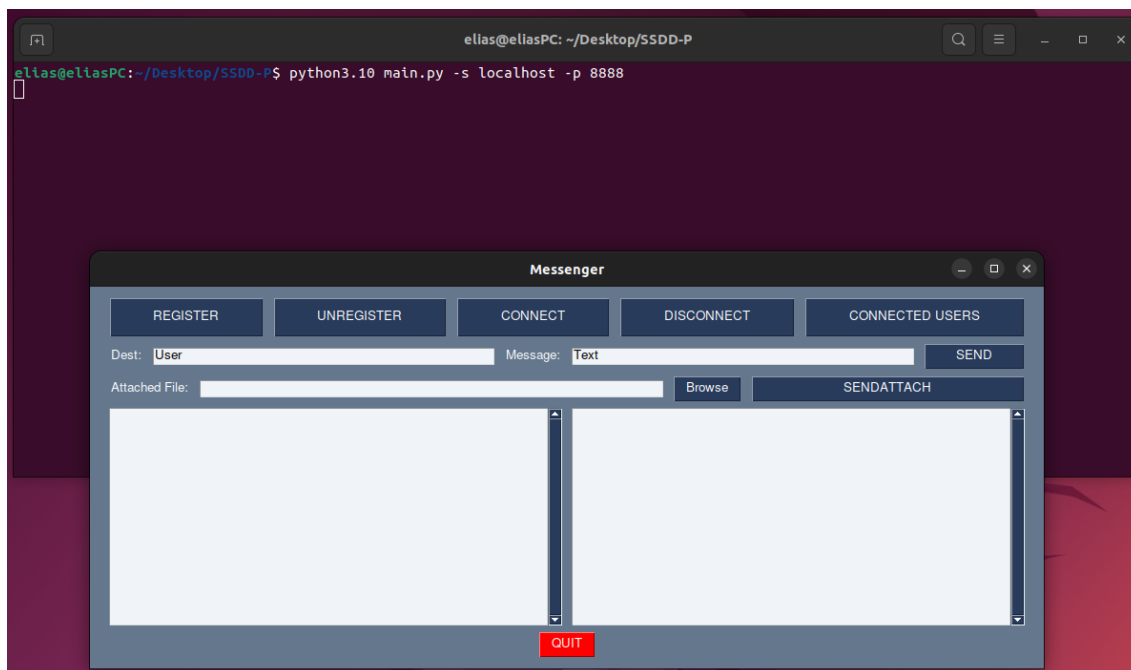 elias@eliasPC: ~/Desktop/SSDD-P
elias@eliasPC:~/Desktop/SSDD-P$ python3.10 main.py -s localhost -p 8888
Messenger
REGISTER UNREGISTER CONNECT DISCONNECT CONNECTED USERS
Dest: User Message: Text SEND
Attached File: Browse SENDATTACH
QUIT